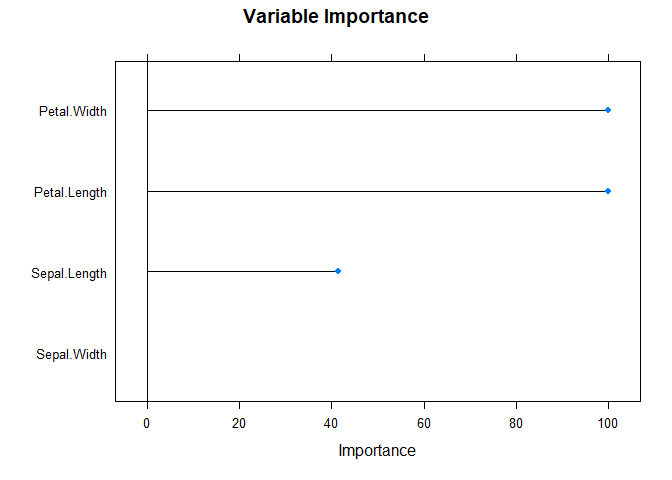 Variable Importance
Petal.Width
Petal.Length
Sepal.Length
Sepal.Width
0 20 40 60 80 100
Importance